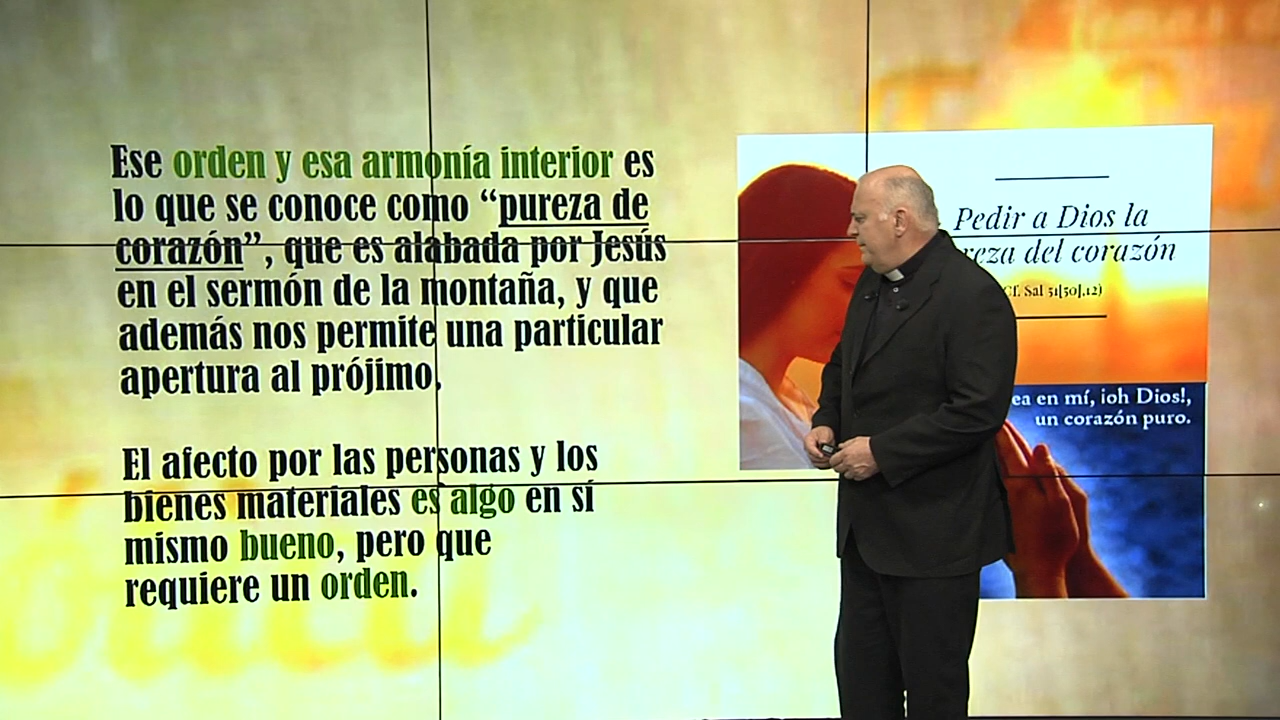 Ese orden y esa armonía interior es
lo que se conoce como “pureza de
corazón”, que es alabada por Jesús
en el sermón de la montaña, y que
además nos permite una particular
apertura al prójimo.
El afecto por las personas y los
bienes materiales es algo en sí
mismo bueno, pero que
requiere un orden.
Pedir a Dios la
del corazón
Cf. Sal 51[50],12)
en mí, ¡oh Dios!,
un corazón puro.